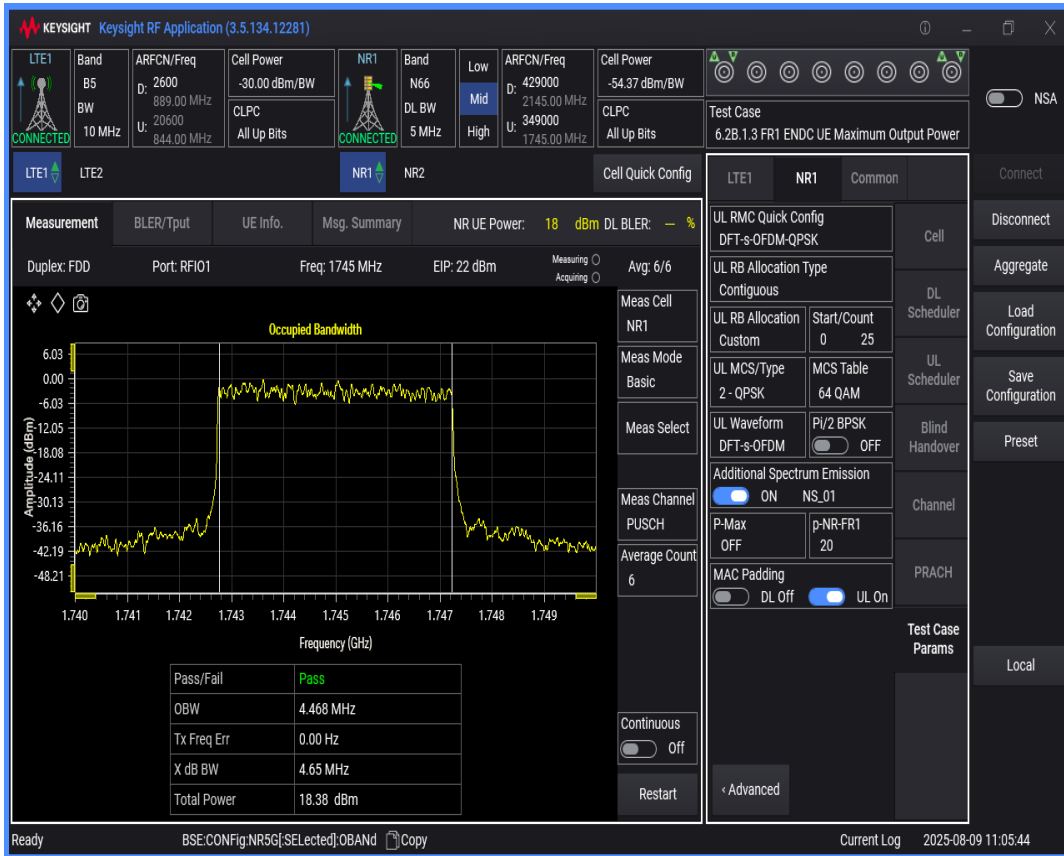 KEYSIGHT Keysight RF Application (3.5.134.12281)
LTE1
CONNECTED
Band
B5
BW
10 MHz
ARFCN/Freq
D: 2600
889.00 MHz
U: 20600
844.00 MHz
Cell Power
-30.00 dBm/BW
CLPC
All Up Bits
NR1
CONNECTED
Band
N66
DL BW
5 MHz
Low
Mid
High
ARFCN/Freq
D: 429000
2145.00 MHz
U: 349000
1745.00 MHz
Cell Power
-54.37 dBm/BW
CLPC
All Up Bits
Test Case
6.2B.1.3 FR1 ENDC UE Maximum Output Power
NSA
LTE1 LTE2
NR1 NR2
Cell Quick Config
Connect
Disconnect
Aggregate
Load
Configuration
Save
Configuration
Preset
Local
Measurement BLER/Tput UE Info. Msg. Summary NR UE Power: 18 dBm DL BLER: — %
Duplex: FDD Port: RFIO1 Freq: 1745 MHz EIP: 22 dBm Measuring Avg: 6/6
Acquiring
Occupied Bandwidth
Amplitude (dBm)
6.03
0.00
-6.03
-12.05
-18.08
-24.11
-30.13
-36.16
-42.19
-48.21
1.740 1.741 1.742 1.743 1.744 1.745 1.746 1.747 1.748 1.749
Frequency (GHz)
Pass/Fail Pass
OBW 4.468 MHz
Tx Freq Err 0.00 Hz
X dB BW 4.65 MHz
Total Power 18.38 dBm
Meas Cell
NR1
Meas Mode
Basic
Meas Select
Meas Channel
PUSCH
Average Count
6
Continuous
Off
Restart
LTE1 NR1 Common
UL RMC Quick Config
DFT-s-OFDM-QPSK
UL RB Allocation Type
Contiguous
UL RB Allocation
Custom
Start/Count
0 25
UL MCS/Type
2 - QPSK
MCS Table
64 QAM
UL Waveform
DFT-s-OFDM
Pi/2 BPSK
OFF
Additional Spectrum Emission
ON NS_01
P-Max
OFF
p-NR-FR1
20
MAC Padding
DL Off UL On
‹ Advanced
Cell
DL
Scheduler
UL
Scheduler
Blind
Handover
Channel
PRACH
Test Case
Params
Ready BSE:CONFig:NR5G[:SELected]:OBANd Copy Current Log 2025-08-09 11:05:44